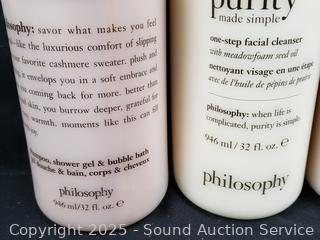 philosophy: savor what makes you feel
like the luxurious comfort of slipping
your favorite cashmere sweater. plush and
it envelops you in a soft embrace and
you coming back for more. better than
skin, you burrow deeper, grateful for
warmth. moments like this can fill
joy.
shampoo, shower gel & bubble bath
douche & bain, corps & cheveux
philosophy
946 ml/32 fl. oz. e
purity
made simple
one-step facial cleanser
with meadowfoam seed oil
nettoyant visage en une étape
avec de l'huile de pépins de
philosophy: when life is
complicated, purity is simple.
946 ml / 32 fl. oz. e
philosophy
Copyright 2025 - Sound Auction Service